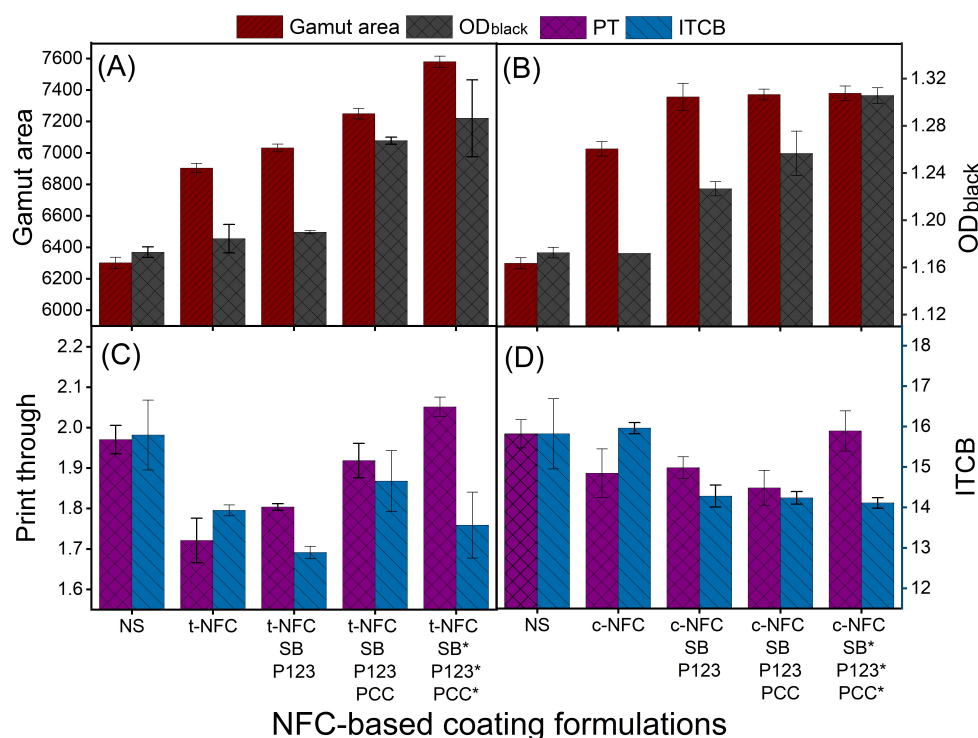 Gamut area ODblack PT ITCB
(A)
(B)
7600
7400
7200
7000
6800
6600
6400
6200
6000
Gamut area
1.32
1.28
1.24
1.20
1.16
1.12
ODblack
(C)
(D)
2.2
2.1
2.0
1.9
1.8
1.7
1.6
Print through
18
17
16
15
14
13
12
ITCB
NS
t-NFC
t-NFC
SB
P123
t-NFC
SB
P123
PCC
t-NFC
SB*
P123*
PCC*
NS
c-NFC
c-NFC
SB
P123
c-NFC
SB
P123
PCC
c-NFC
SB*
P123*
PCC*
NFC-based coating formulations